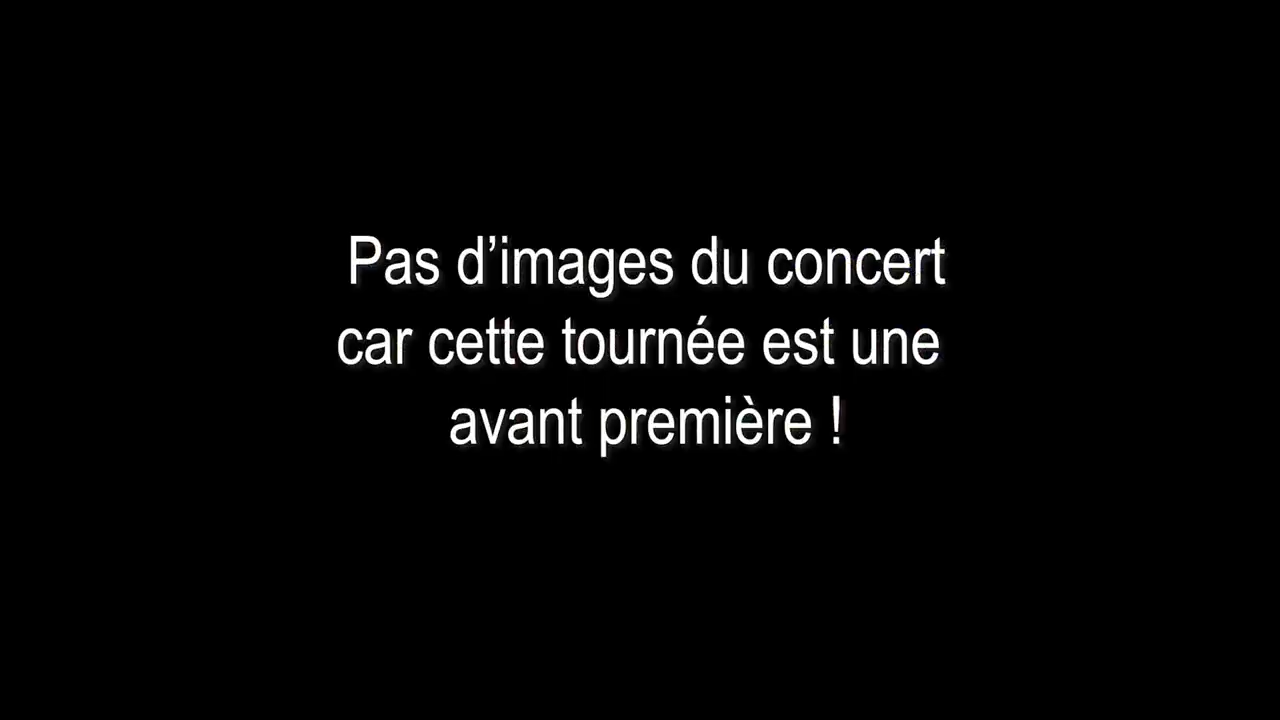 Pas d’images du concert
car cette tournée est une
avant première !